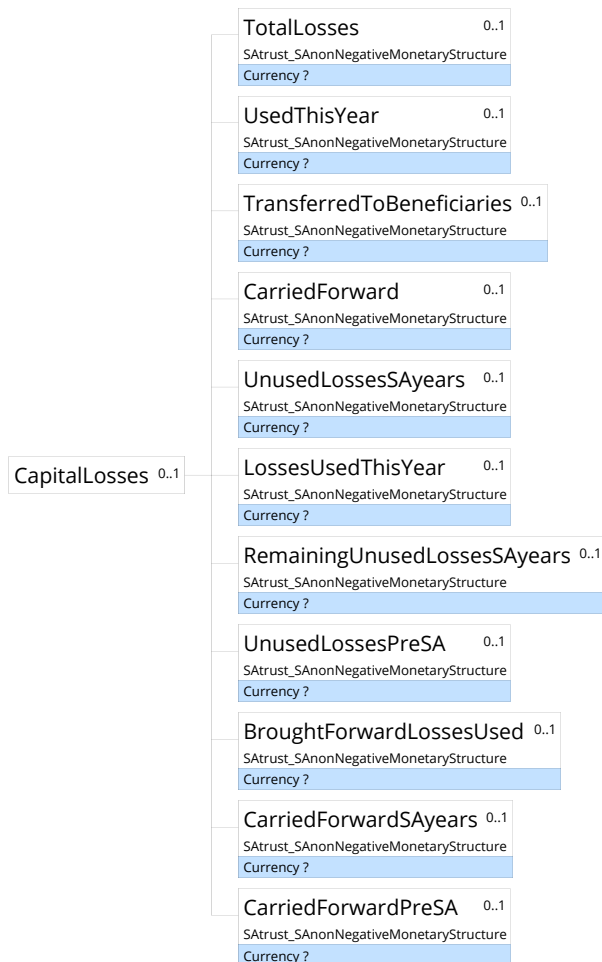 TotalLosses 0..1
SAtrust_SAnonNegativeMonetaryStructure
Currency ?
UsedThisYear 0..1
SAtrust_SAnonNegativeMonetaryStructure
Currency ?
TransferredToBeneficiaries 0..1
SAtrust_SAnonNegativeMonetaryStructure
Currency ?
CarriedForward 0..1
SAtrust_SAnonNegativeMonetaryStructure
Currency ?
UnusedLossesSAyears 0..1
SAtrust_SAnonNegativeMonetaryStructure
Currency ?
CapitalLosses 0..1
LossesUsedThisYear 0..1
SAtrust_SAnonNegativeMonetaryStructure
Currency ?
RemainingUnusedLossesSAyears 0..1
SAtrust_SAnonNegativeMonetaryStructure
Currency ?
UnusedLossesPreSA 0..1
SAtrust_SAnonNegativeMonetaryStructure
Currency ?
BroughtForwardLossesUsed 0..1
SAtrust_SAnonNegativeMonetaryStructure
Currency ?
CarriedForwardSAyears 0..1
SAtrust_SAnonNegativeMonetaryStructure
Currency ?
CarriedForwardPreSA 0..1
SAtrust_SAnonNegativeMonetaryStructure
Currency ?